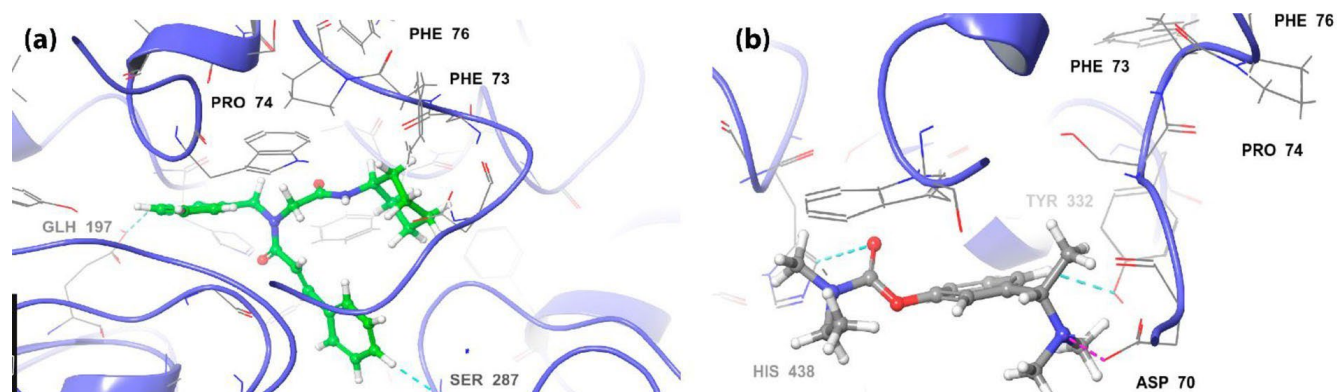 (a)
PHE 76
PHE 73
PRO 74
GLH 197
SER 287
(b)
PHE 76
PHE 73
PRO 74
TYR 332
HIS 438
ASP 70